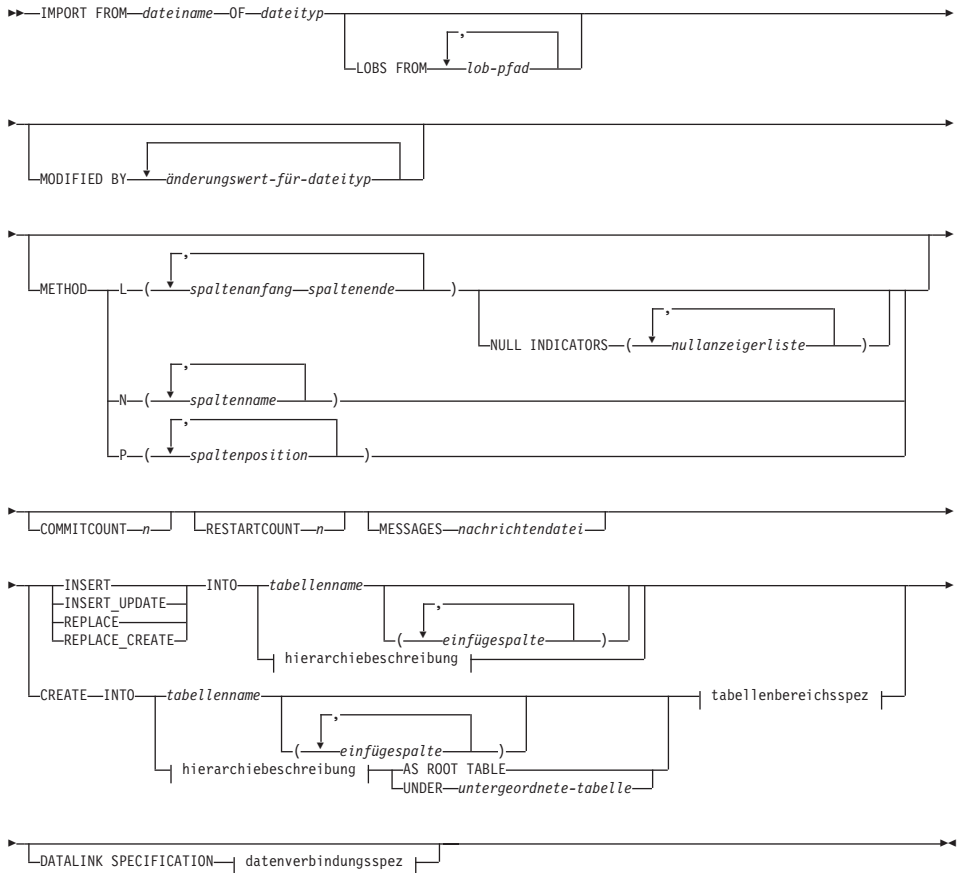 IMPORT FROM dateiname OF dateityp
,
LOBS FROM lob-pfad
MODIFIED BY änderungswert-für-dateityp
,
METHOD L ( spaltenanfang spaltenende )
,
NULL INDICATORS ( nullanzeigerliste )
,
N ( spaltenname )
,
P ( spaltenposition )
COMMITCOUNT n RESTARTCOUNT n MESSAGES nachrichtendatei
INSERT INTO tabellenname
INSERT_UPDATE
,
REPLACE
( einfügespalte )
REPLACE_CREATE
hierarchiebeschreibung
CREATE INTO tabellenname tabellenbereichsspez
,
( einfügespalte )
hierarchiebeschreibung AS ROOT TABLE
UNDER untergeordnete-tabelle
DATALINK SPECIFICATION datenverbindungsspez